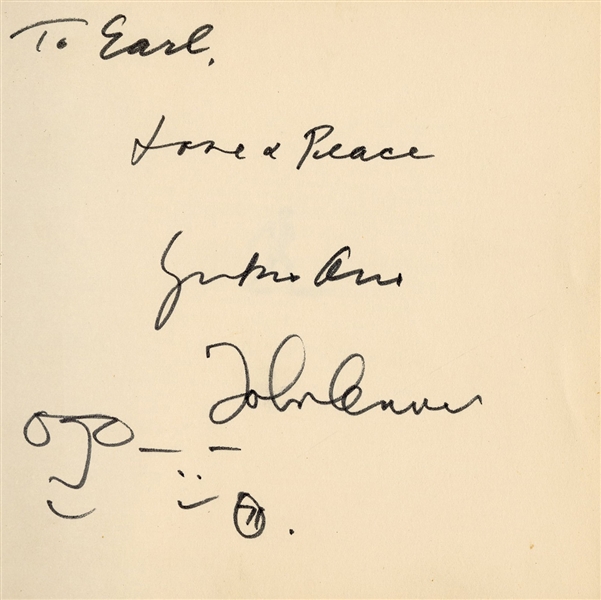 To Earl,
Love & Peace
Yoko Ono
John Lennon